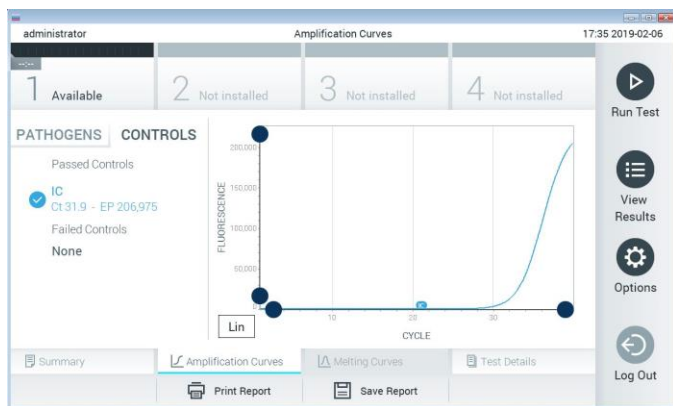 administrator
Amplification Curves
17:35 2019-02-06
--:--
1 Available
2 Not installed
3 Not installed
4 Not installed
Run Test
View
Results
Options
Log Out
PATHOGENS
CONTROLS
Passed Controls
IC
Ct 31.9 - EP 206,975
Failed Controls
None
FLUORESCENCE
200,000
150,000
100,000
50,000
0
IC
10
20
30
CYCLE
Lin
Summary
Amplification Curves
Melting Curves
Test Details
Print Report
Save Report